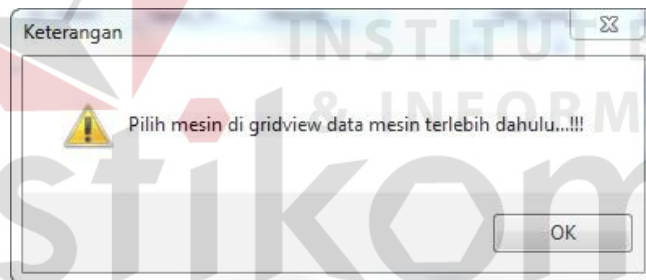 INSTITUT
Keterangan
& INFORM
Pilih mesin di gridview data mesin terlebih dahulu...!!!
stikom
OK